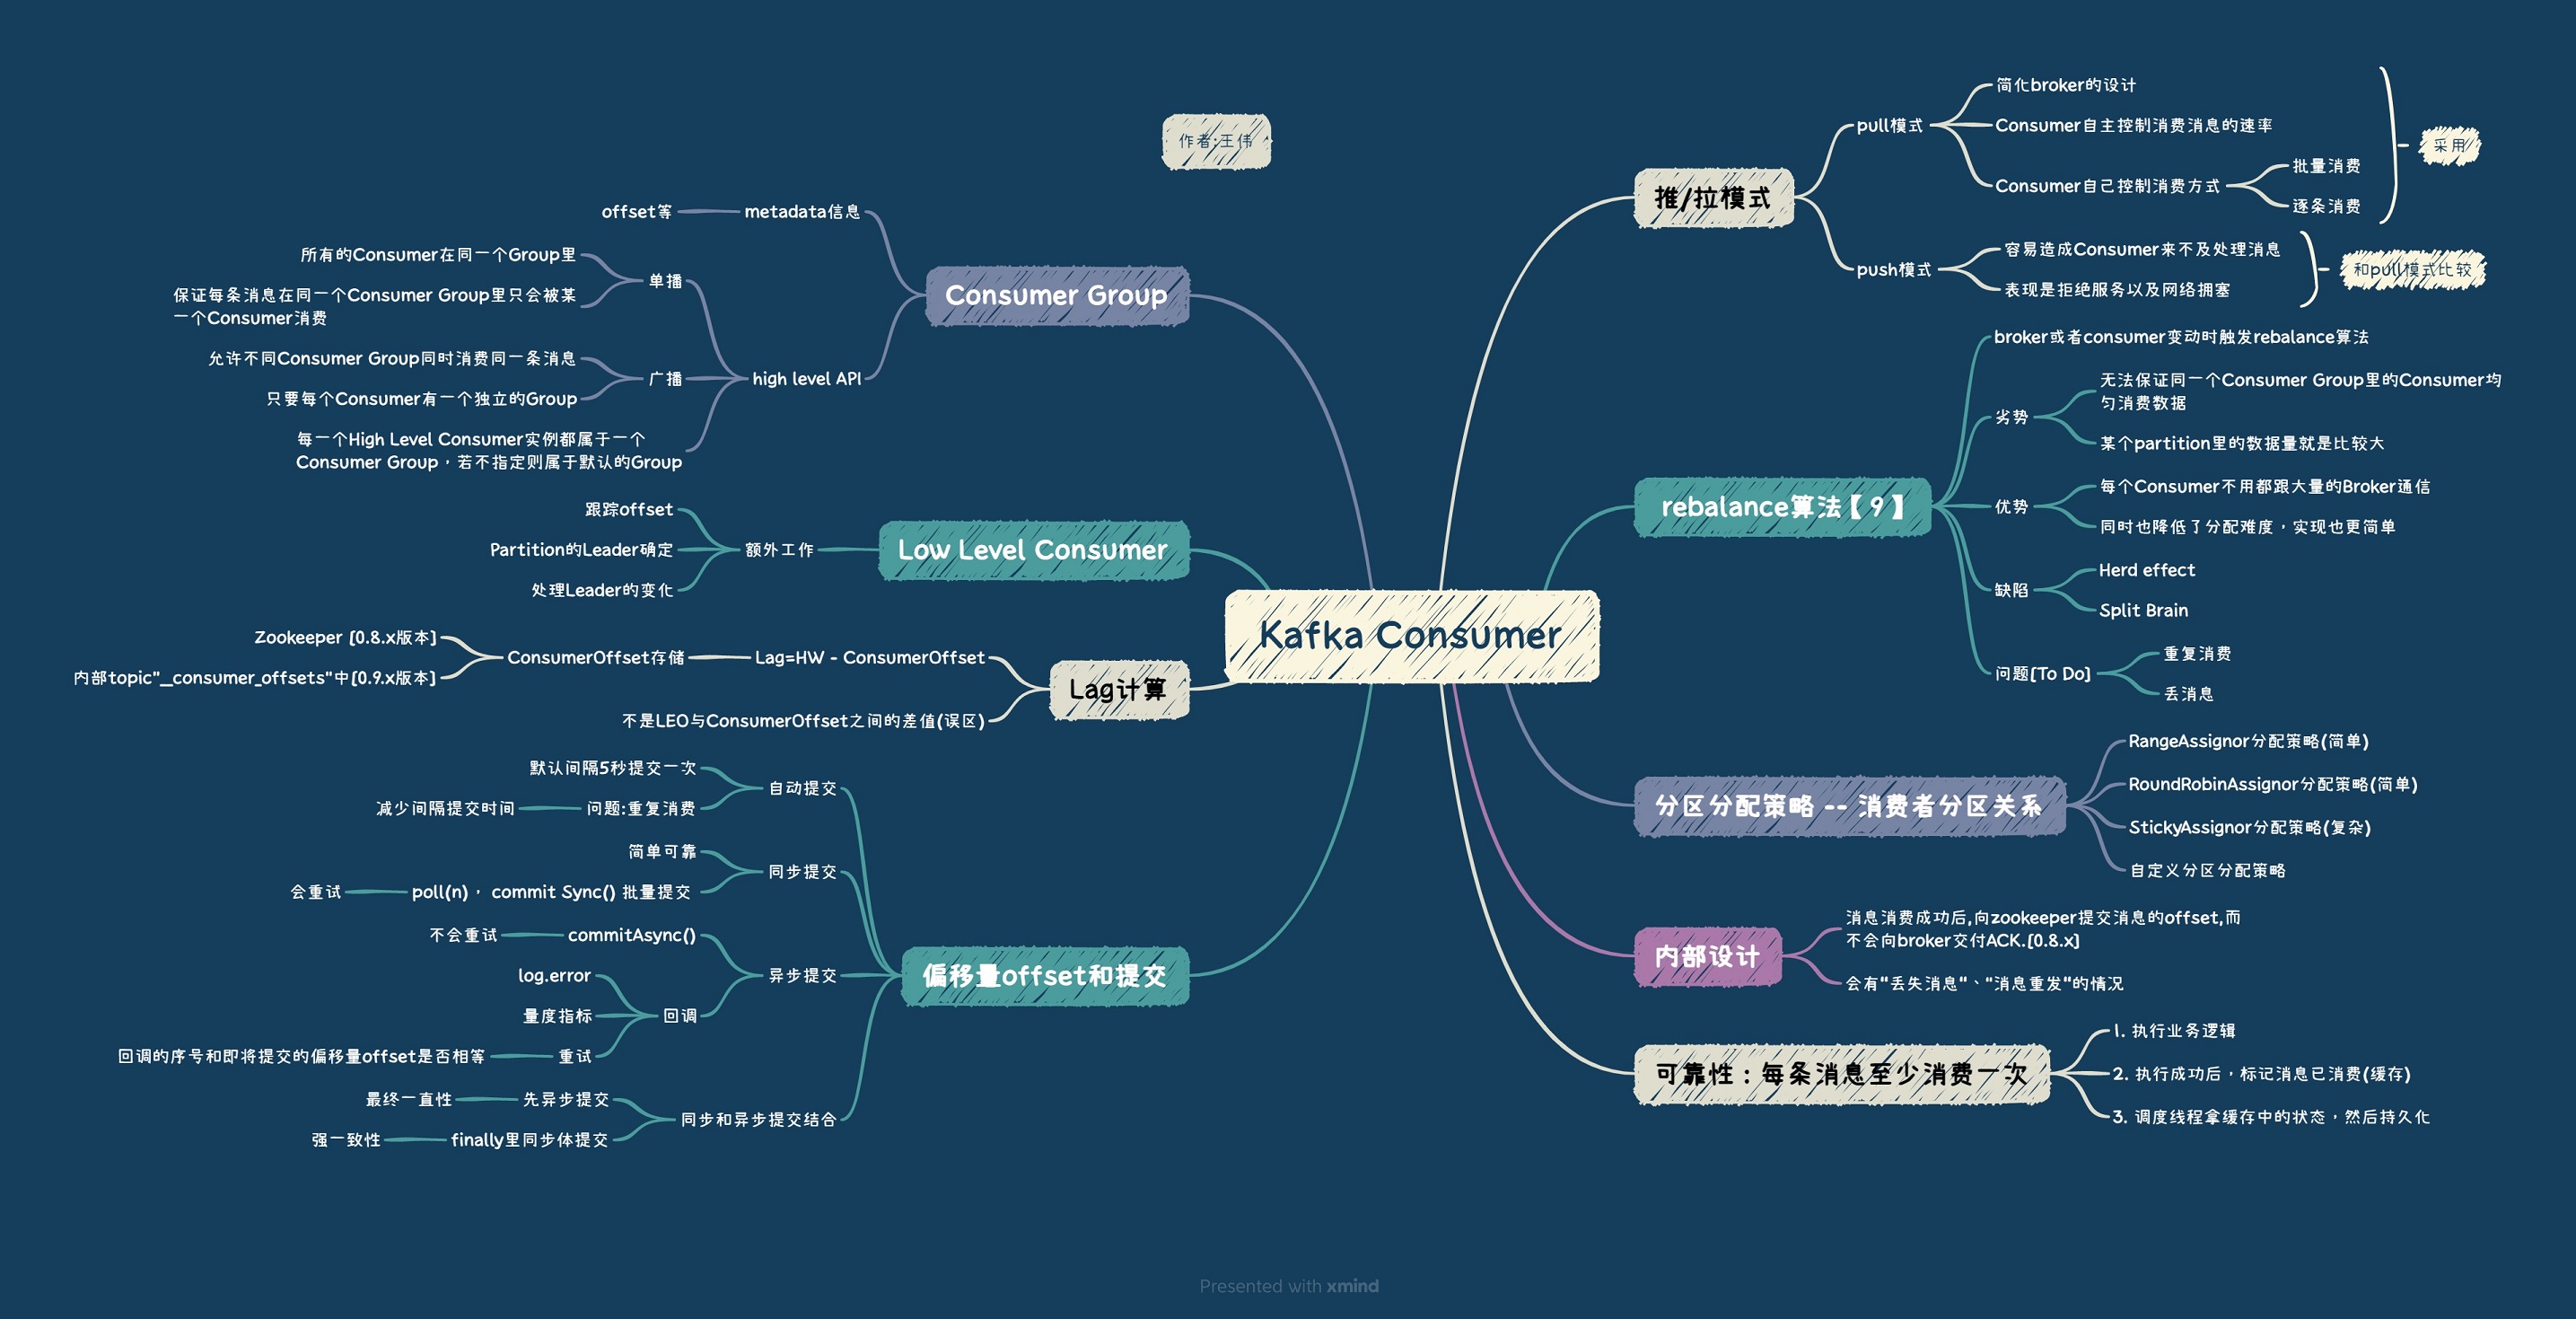 作者:王伟
Kafka Consumer
推/拉模式
pull模式
简化broker的设计
Consumer自主控制消费消息的速率
Consumer自己控制消费方式
批量消费
逐条消费
采用
push模式
容易造成Consumer来不及处理消息
表现是拒绝服务以及网络拥塞
和pull模式比较
rebalance算法【9】
broker或者consumer变动时触发rebalance算法
劣势
无法保证同一个Consumer Group里的Consumer均
匀消费数据
某个partition里的数据量就是比较大
优势
每个Consumer不用都跟大量的Broker通信
同时也降低了分配难度，实现也更简单
缺陷
Herd effect
Split Brain
问题[To Do]
重复消费
丢消息
分区分配策略 -- 消费者分区关系
RangeAssignor分配策略(简单)
RoundRobinAssignor分配策略(简单)
StickyAssignor分配策略(复杂)
自定义分区分配策略
内部设计
消息消费成功后,向zookeeper提交消息的offset,而
不会向broker交付ACK.[0.8.x]
会有"丢失消息"、"消息重发"的情况
可靠性：每条消息至少消费一次
1. 执行业务逻辑
2. 执行成功后，标记消息已消费(缓存)
3. 调度线程拿缓存中的状态，然后持久化
Consumer Group
metadata信息
offset等
high level API
单播
所有的Consumer在同一个Group里
保证每条消息在同一个Consumer Group里只会被某
一个Consumer消费
广播
允许不同Consumer Group同时消费同一条消息
只要每个Consumer有一个独立的Group
每一个High Level Consumer实例都属于一个
Consumer Group，若不指定则属于默认的Group
Low Level Consumer
额外工作
跟踪offset
Partition的Leader确定
处理Leader的变化
Lag计算
Lag=HW - ConsumerOffset
ConsumerOffset存储
Zookeeper [0.8.x版本]
内部topic"__consumer_offsets"中[0.9.x版本]
不是LEO与ConsumerOffset之间的差值(误区)
偏移量offset和提交
自动提交
默认间隔5秒提交一次
问题:重复消费
减少间隔提交时间
同步提交
简单可靠
poll(n)， commit Sync() 批量提交
会重试
异步提交
commitAsync()
不会重试
回调
log.error
量度指标
重试
回调的序号和即将提交的偏移量offset是否相等
同步和异步提交结合
先异步提交
最终一直性
finally里同步体提交
强一致性
Presented with xmind